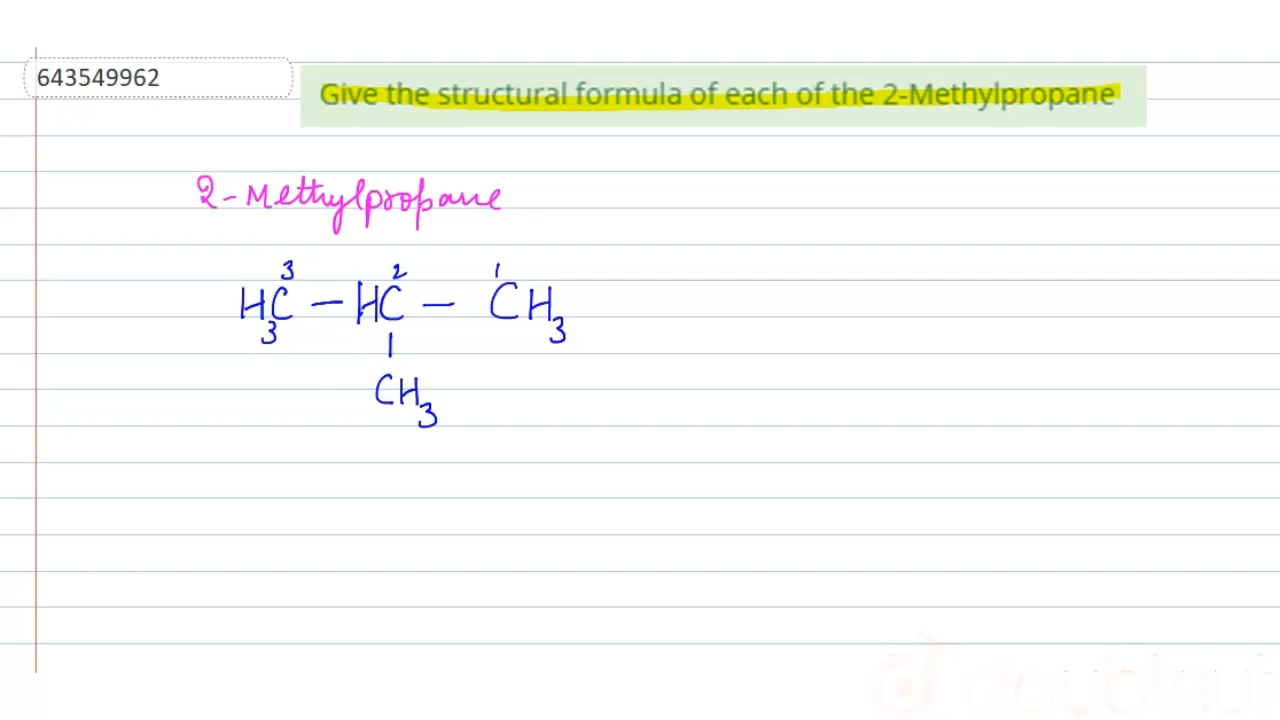 643549962
Give the structural formula of each of the 2-Methylpropane
2-Methylpropane
3 2 1
H3C - HC - CH3
|
CH3
doubtnut